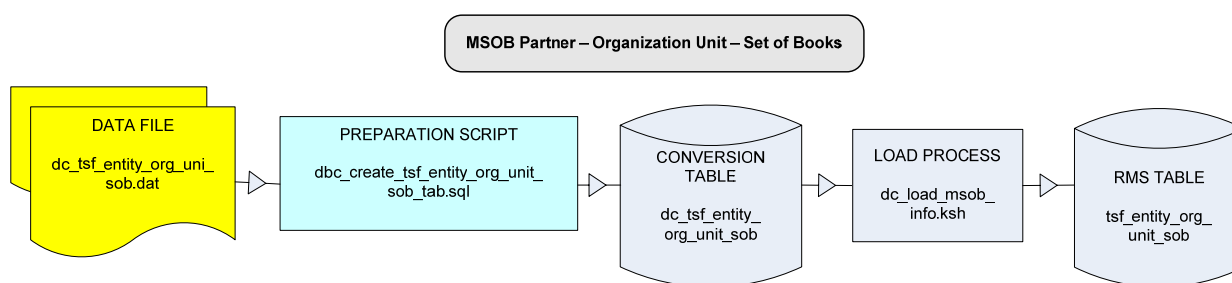 MSOB Partner – Organization Unit – Set of Books
DATA FILE
dc_tsf_entity_org_uni_
sob.dat
PREPARATION SCRIPT
dbc_create_tsf_entity_org_unit_
sob_tab.sql
CONVERSION
TABLE
dc_tsf_entity_
org_unit_sob
LOAD PROCESS
dc_load_msob_
info.ksh
RMS TABLE
tsf_entity_org_
unit_sob